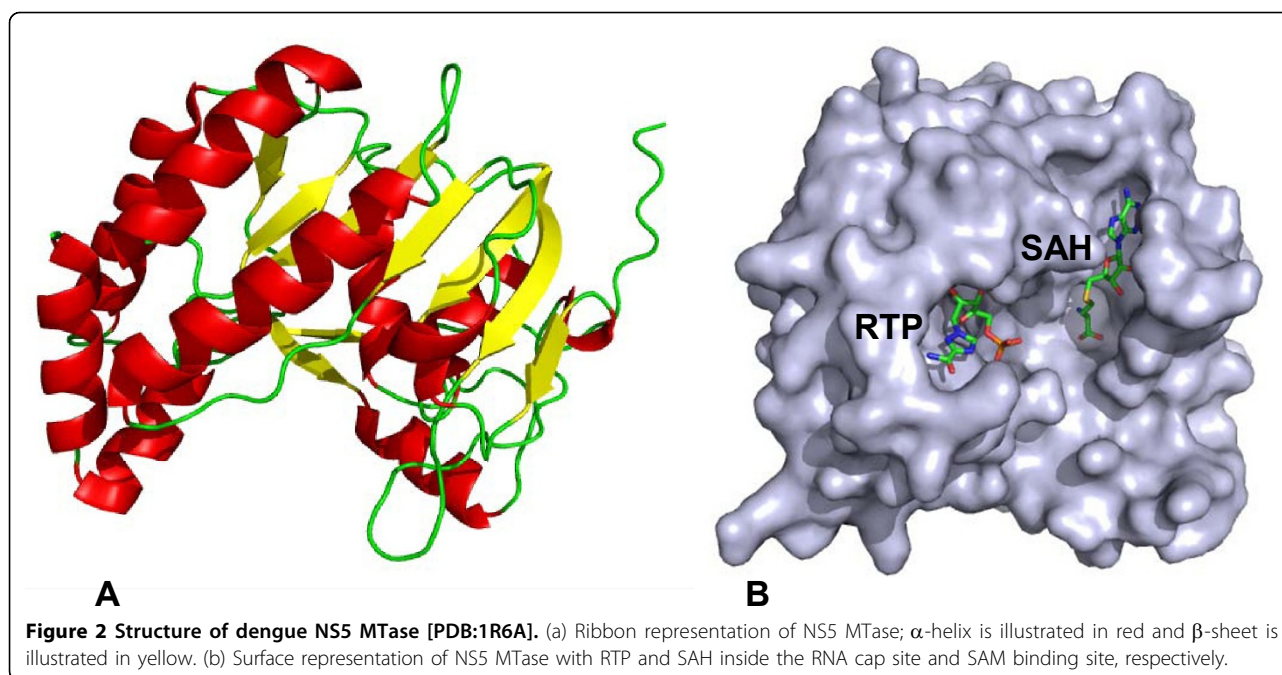 SAH
RTP
A
B
Figure 2 Structure of dengue NS5 MTase [PDB:1R6A]. (a) Ribbon representation of NS5 MTase; α-helix is illustrated in red and β-sheet is
illustrated in yellow. (b) Surface representation of NS5 MTase with RTP and SAH inside the RNA cap site and SAM binding site, respectively.